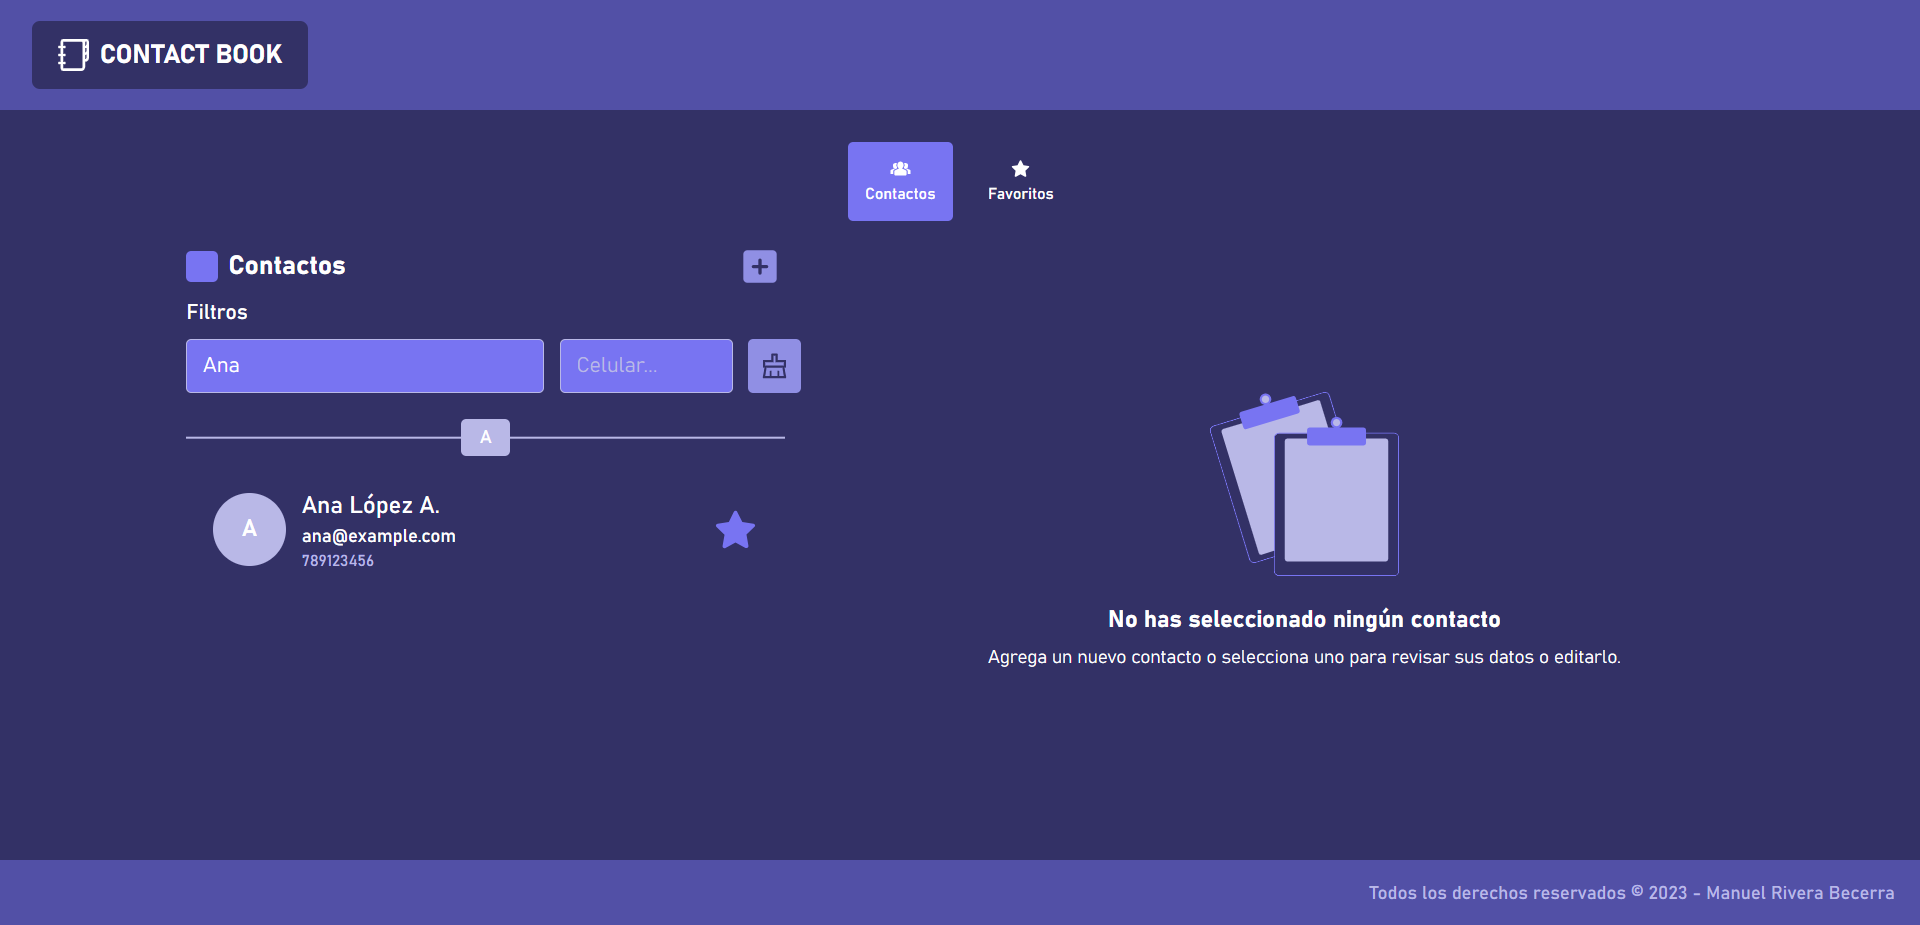 CONTACT BOOK
Contactos
Favoritos
Contactos
Filtros
Ana
Celular...
A
A
Ana López A.
ana@example.com
789123456
No has seleccionado ningún contacto
Agrega un nuevo contacto o selecciona uno para revisar sus datos o editarlo.
Todos los derechos reservados © 2023 - Manuel Rivera Becerra